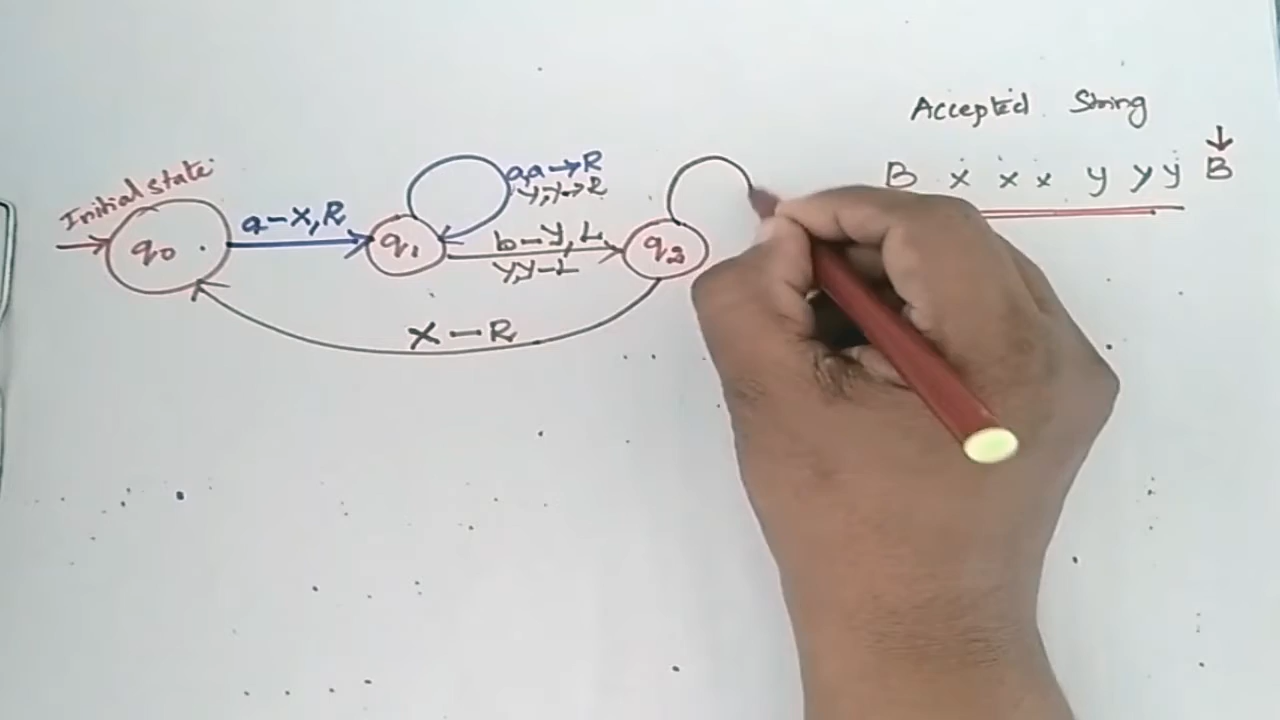 Accepted String
B x x x y y y B
Initial state
q0
a-X,R
q1
a,a→R
y,y→R
b-y,L
y,y-L
q2
X-R